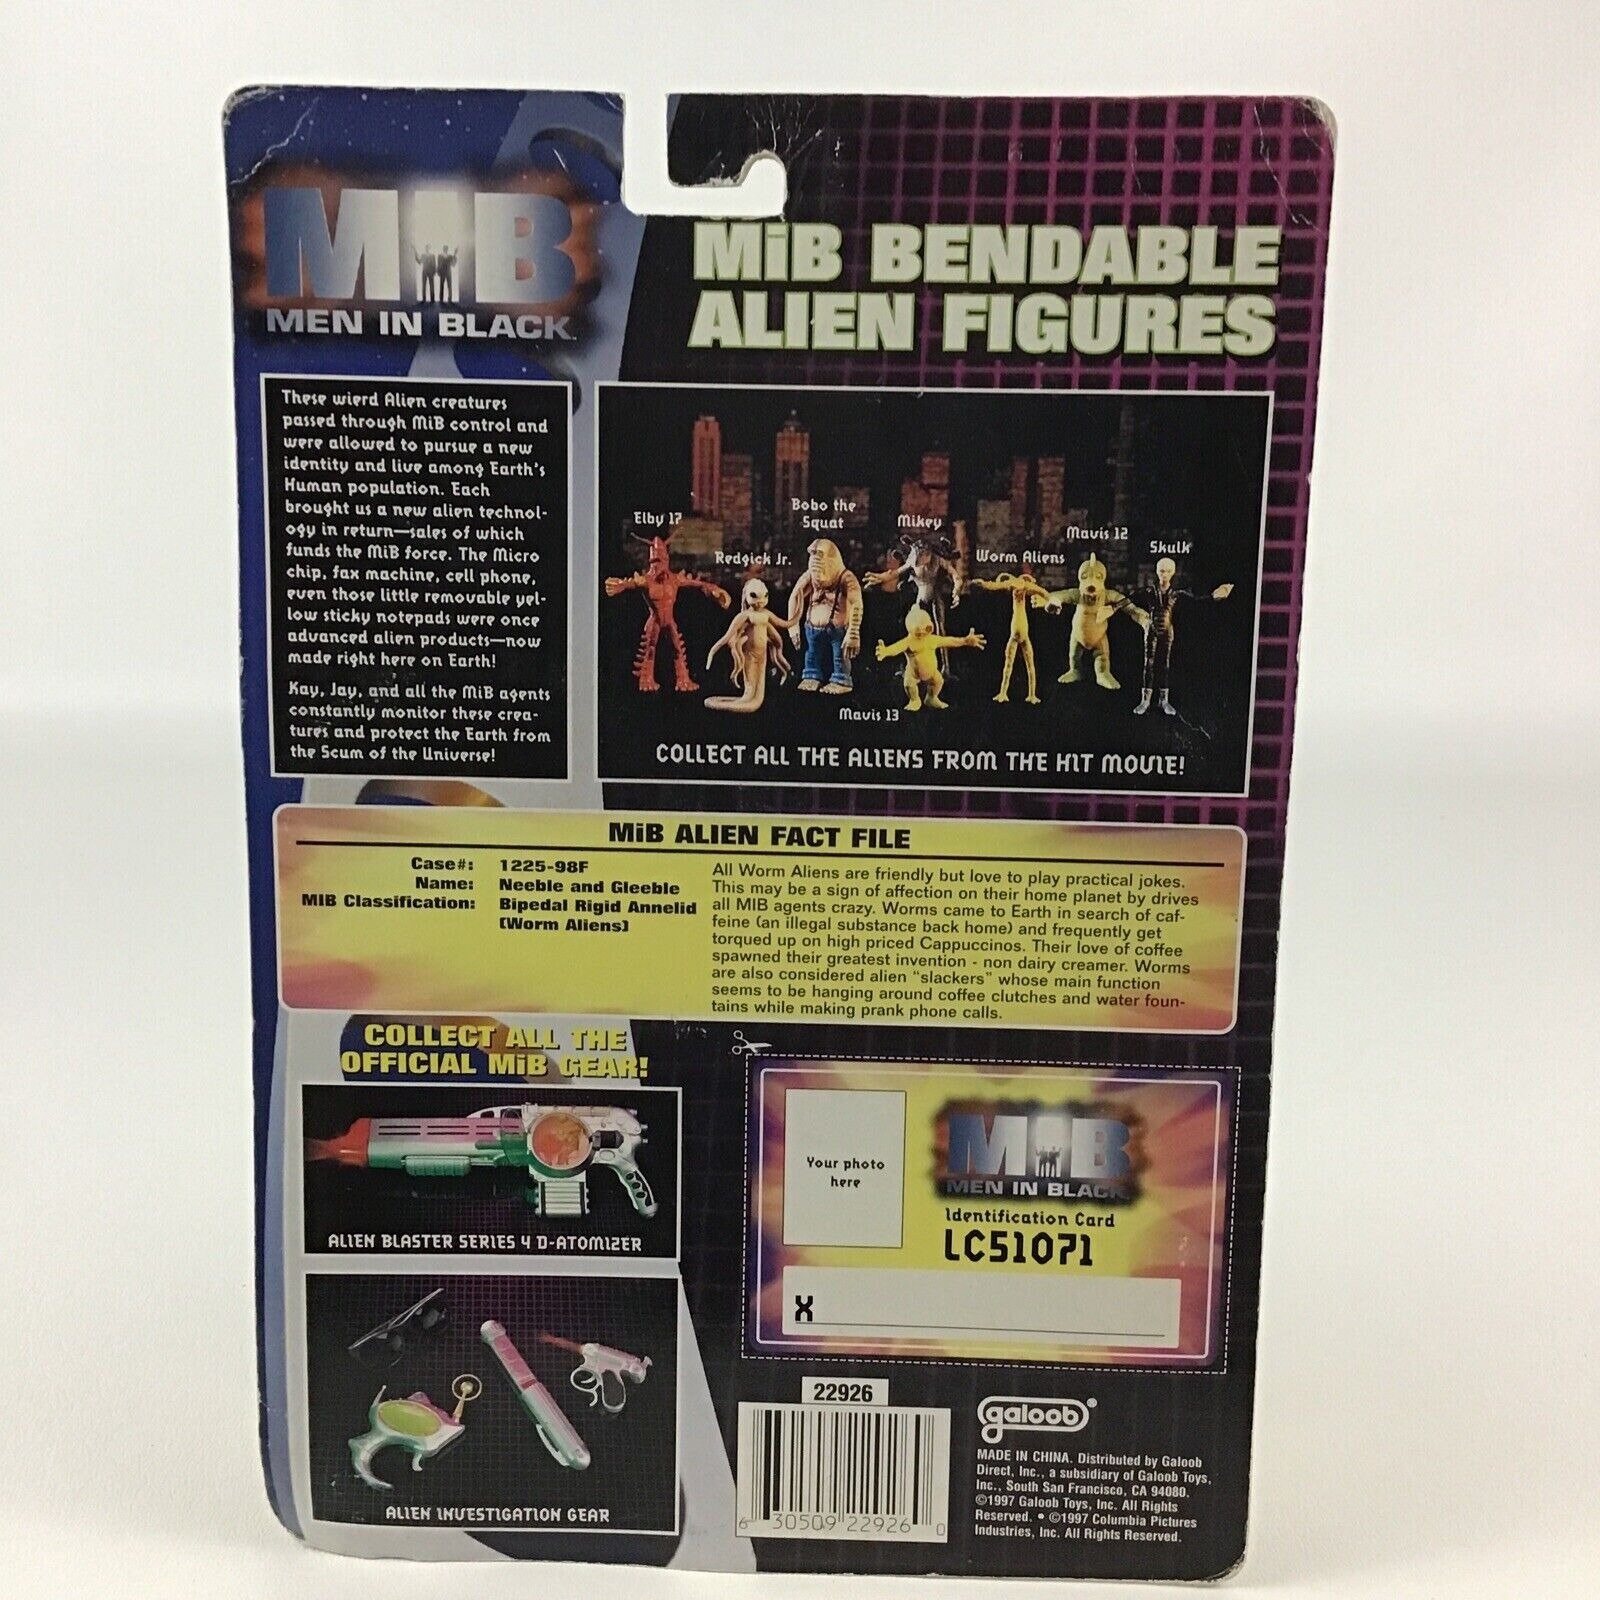 MiB
MEN IN BLACK
MiB BENDABLE
ALIEN FIGURES
These wierd Alien creatures
passed through MiB control and
were allowed to pursue a new
identity and live among Earth's
Human population. Each
brought us a new alien technol-
ogy in return—sales of which
funds the MiB force. The Micro
chip, fax machine, cell phone,
even those little removable yel-
low sticky notepads were once
advanced alien products—now
made right here on Earth!
Kay, Jay, and all the MiB agents
constantly monitor these crea-
tures and protect the Earth from
the Scum of the Universe!
Elby 17
Redgick Jr.
Bobo the
Squat
Mikey
Worm Aliens
Mavis 12
Skulk
Mavis 13
COLLECT ALL THE ALIENS FROM THE HIT MOVIE!
MiB ALIEN FACT FILE
Case#: 1225-98F
Name: Neeble and Gleeble
MIB Classification: Bipedal Rigid Annelid
(Worm Aliens)
All Worm Aliens are friendly but love to play practical jokes.
This may be a sign of affection on their home planet by drives
all MIB agents crazy. Worms came to Earth in search of caf-
feine (an illegal substance back home) and frequently get
torqued up on high priced Cappuccinos. Their love of coffee
spawned their greatest invention - non dairy creamer. Worms
are also considered alien "slackers" whose main function
seems to be hanging around coffee clutches and water foun-
tains while making prank phone calls.
COLLECT ALL THE
OFFICIAL MiB GEAR!
ALIEN BLASTER SERIES 4 D-ATOMIZER
ALIEN INVESTIGATION GEAR
Your photo
here
MiB
MEN IN BLACK
Identification Card
LC51071
X
22926
6 30509 22926 0
galoob®
MADE IN CHINA. Distributed by Galoob
Direct, Inc., a subsidiary of Galoob Toys,
Inc., South San Francisco, CA 94080.
©1997 Galoob Toys, Inc. All Rights
Reserved. • ©1997 Columbia Pictures
Industries, Inc. All Rights Reserved.